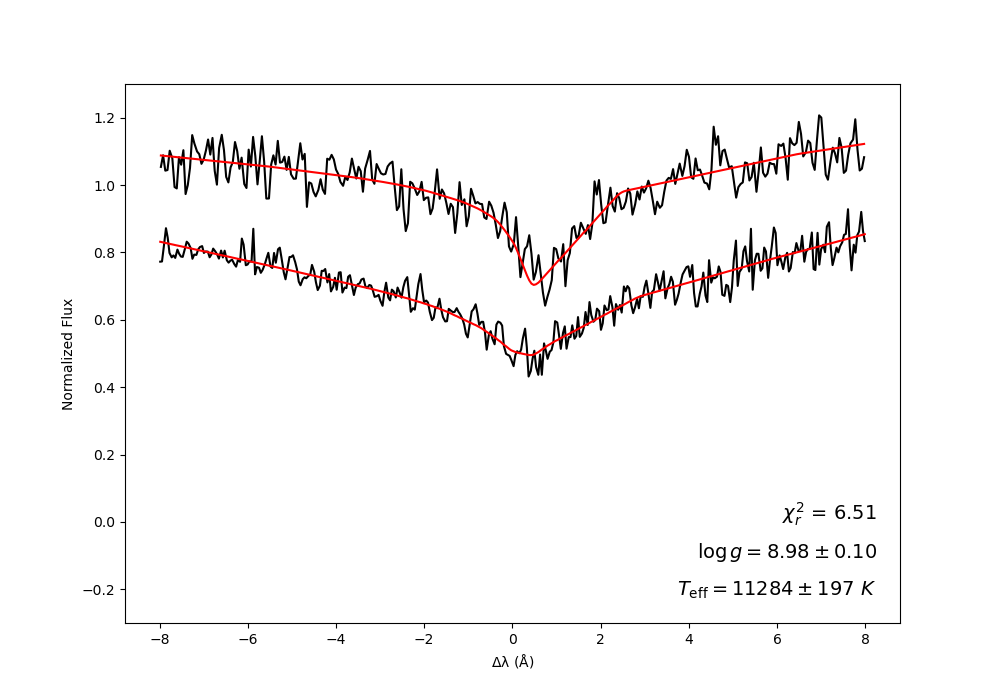 1.2
1.0
0.8
0.6
0.4
0.2
0.0
−0.2
Normalized Flux
χ²ᵣ = 6.51
log g = 8.98 ± 0.10
T_eff = 11284 ± 197 K
−8 −6 −4 −2 0 2 4 6 8
Δλ (Å)